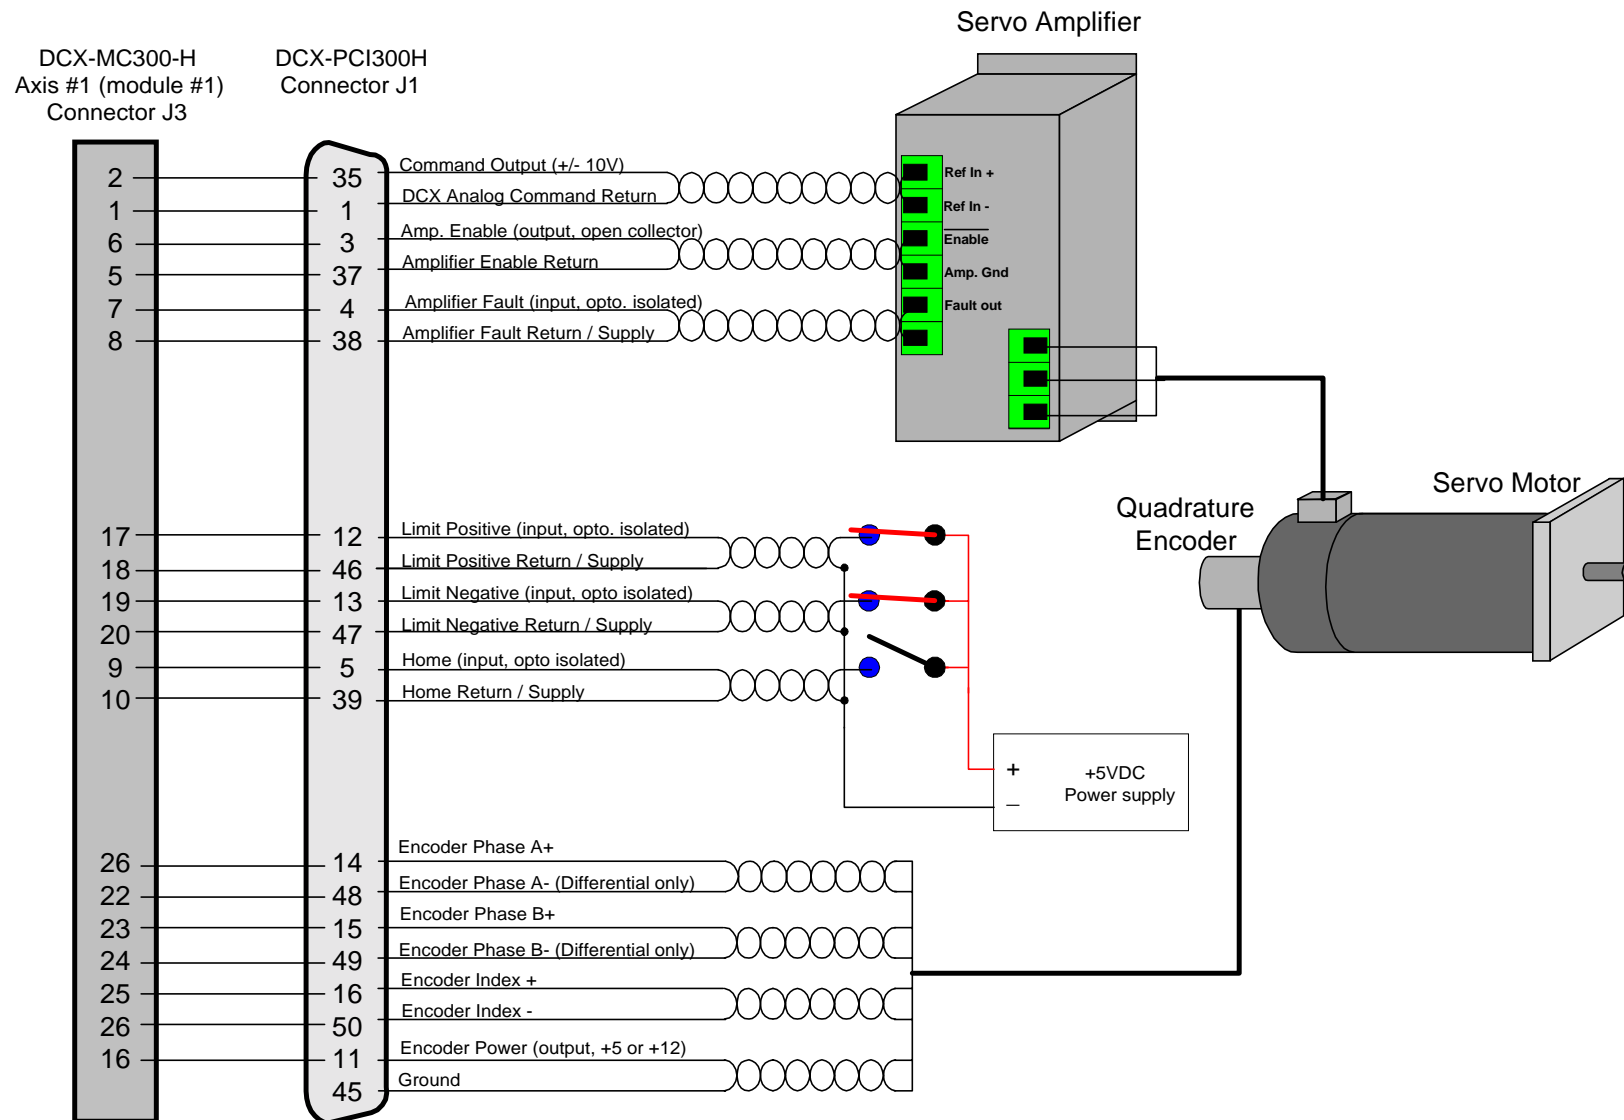 Servo Amplifier
DCX-MC300-H
Axis #1 (module #1)
Connector J3
DCX-PCI300H
Connector J1
2 35 Command Output (+/- 10V) Ref In +
1 1 DCX Analog Command Return Ref In -
6 3 Amp. Enable (output, open collector) Enable
5 37 Amplifier Enable Return Amp. Gnd
7 4 Amplifier Fault (input, opto. isolated) Fault out
8 38 Amplifier Fault Return / Supply
Servo Motor
Quadrature
Encoder
17 12 Limit Positive (input, opto. isolated)
18 46 Limit Positive Return / Supply
19 13 Limit Negative (input, opto isolated)
20 47 Limit Negative Return / Supply
9 5 Home (input, opto isolated)
10 39 Home Return / Supply
+ +5VDC
– Power supply
26 14 Encoder Phase A+
22 48 Encoder Phase A- (Differential only)
23 15 Encoder Phase B+
24 49 Encoder Phase B- (Differential only)
25 16 Encoder Index +
26 50 Encoder Index -
16 11 Encoder Power (output, +5 or +12)
45 Ground